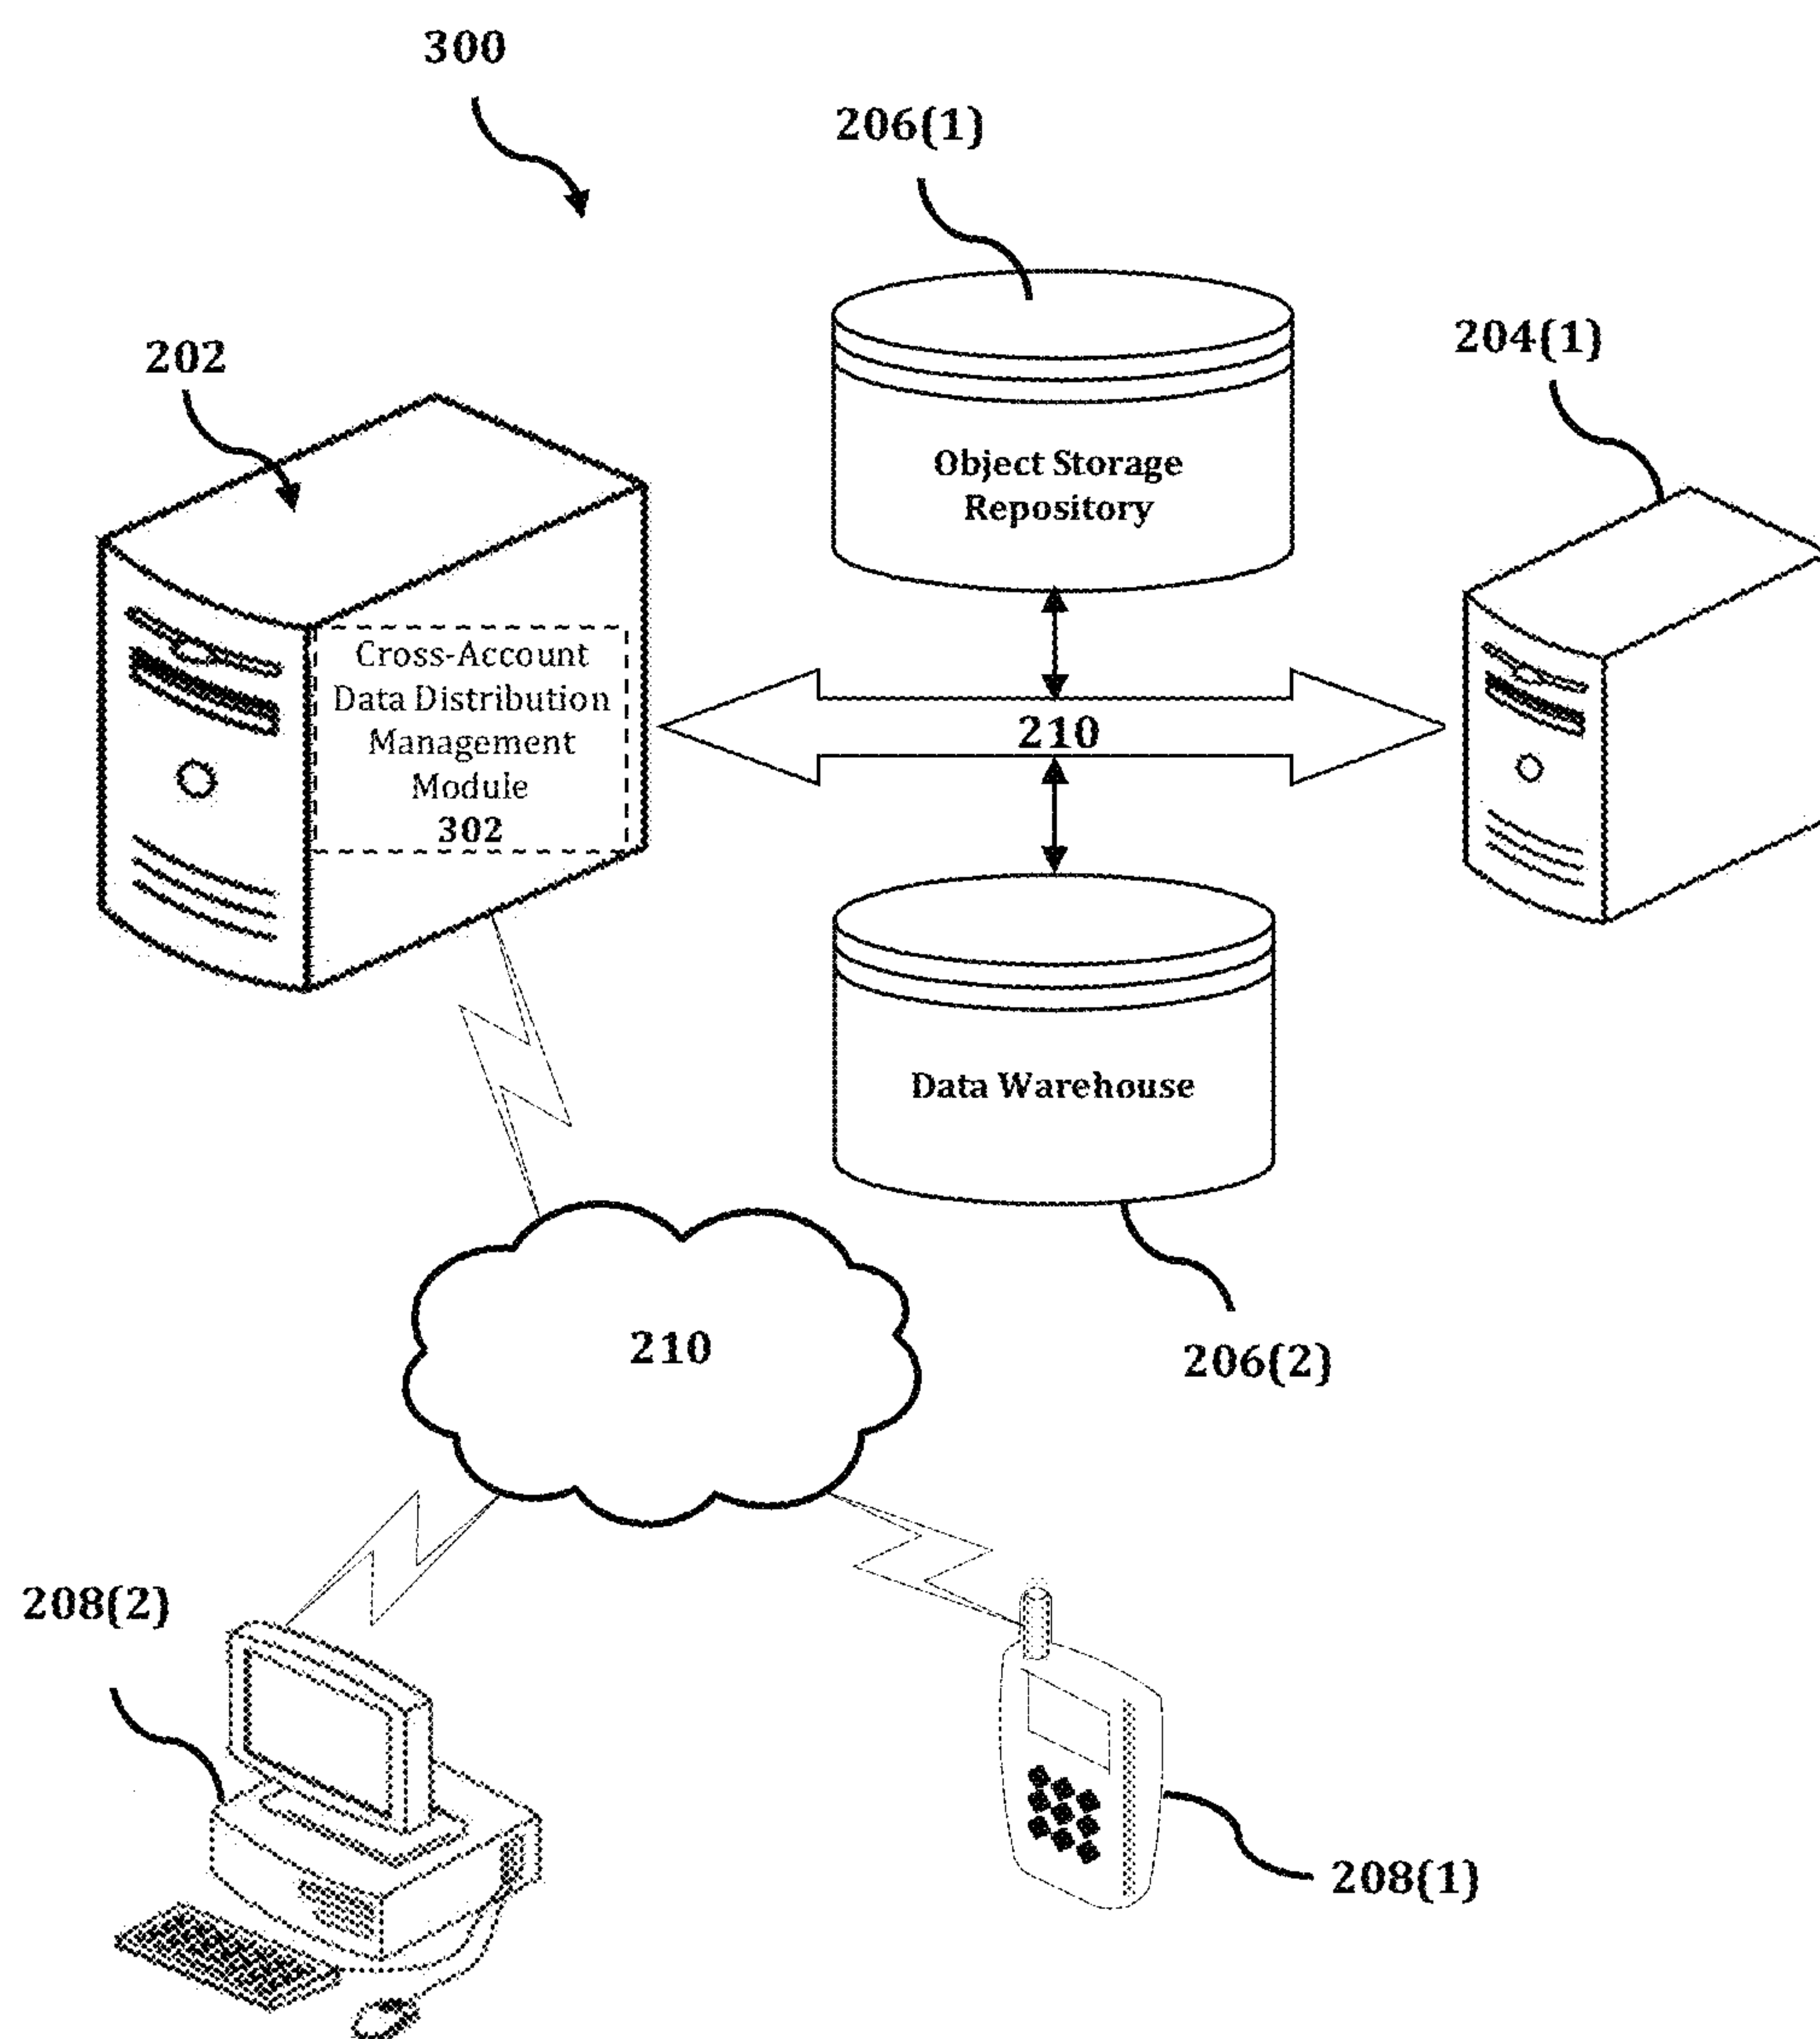 300
206(1)
202
204(1)
Object Storage
Repository
Cross-Account
Data Distribution
Management
Module
302
210
Data Warehouse
206(2)
210
208(2)
208(1)